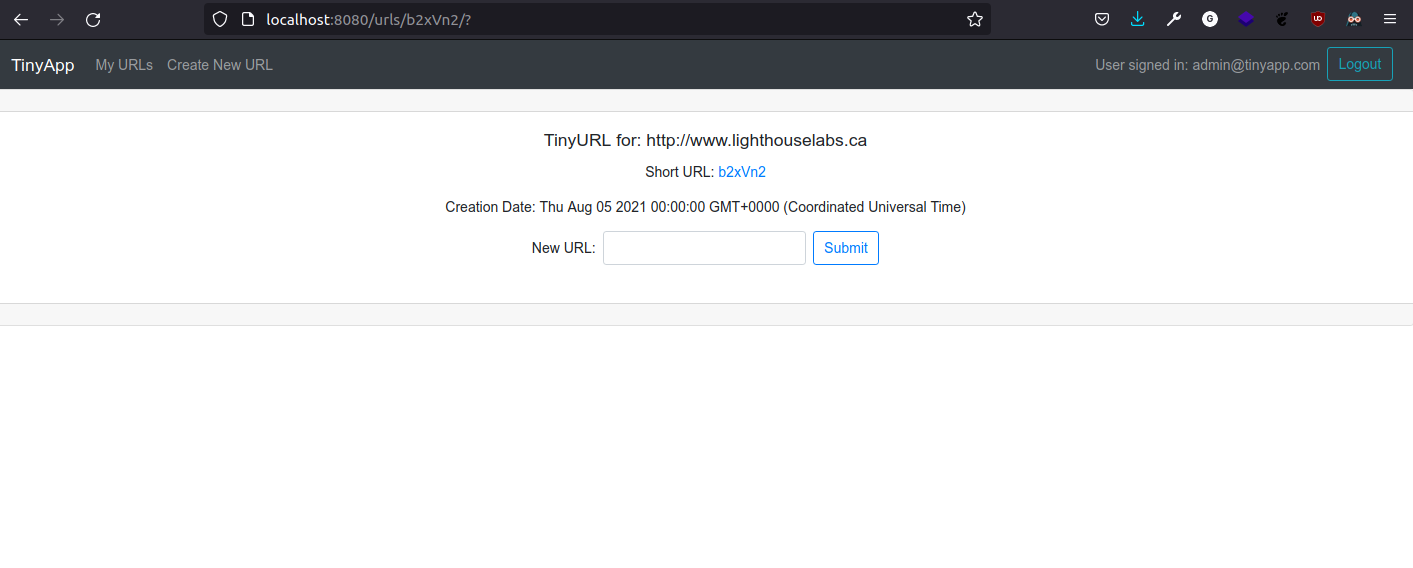 localhost:8080/urls/b2xVn2/?
TinyApp My URLs Create New URL User signed in: admin@tinyapp.com Logout
TinyURL for: http://www.lighthouselabs.ca
Short URL: b2xVn2
Creation Date: Thu Aug 05 2021 00:00:00 GMT+0000 (Coordinated Universal Time)
New URL: Submit